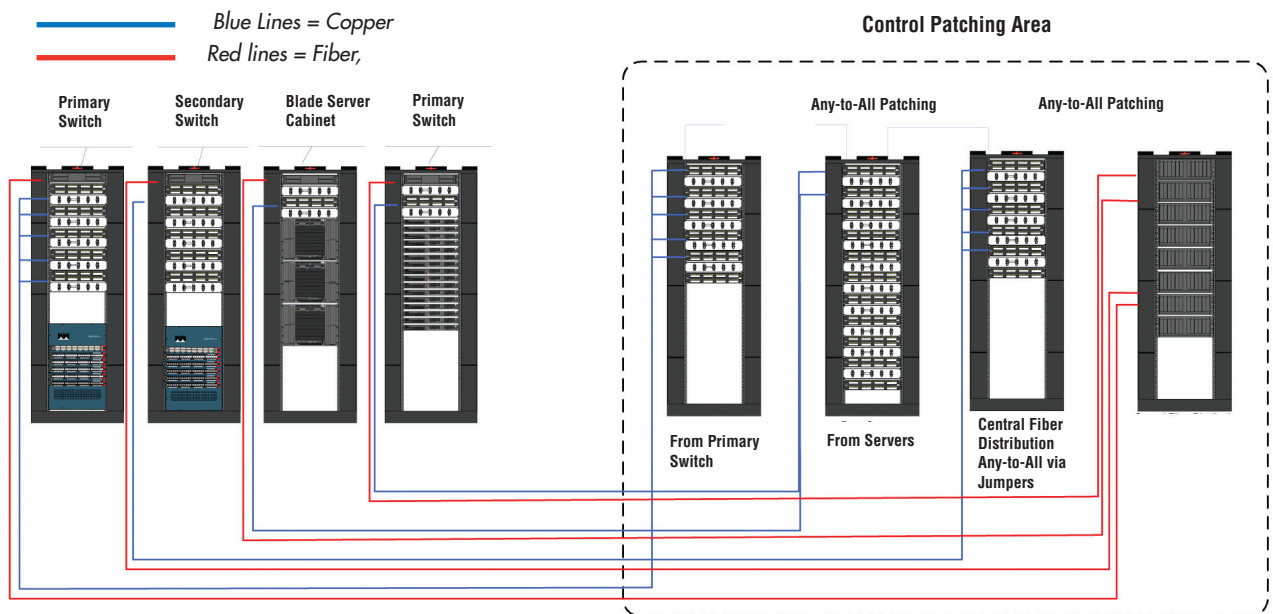 Blue Lines = Copper
Red lines = Fiber,
Control Patching Area
Primary
Switch
Secondary
Switch
Blade Server
Cabinet
Primary
Switch
Any-to-All Patching
Any-to-All Patching
From Primary
Switch
From Servers
Central Fiber
Distribution
Any-to-All via
Jumpers